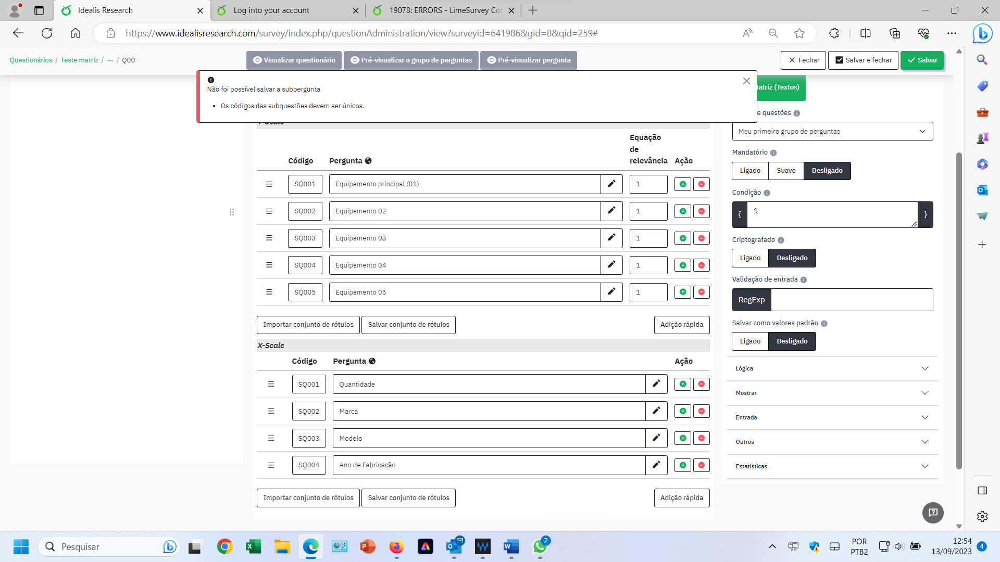 Idealis Research
Log into your account
19078: ERRORS - LimeSurvey Co
https://www.idealisresearch.com/survey/index.php/questionAdministration/view?surveyid=641986&gid=8&qid=259#
Questionários / Teste matriz / ... / Q00
Visualizar questionário
Pré-visualizar o grupo de perguntas
Pré-visualizar pergunta
Fechar
Salvar e fechar
Salvar
Não foi possível salvar a subpergunta
• Os códigos das subquestões devem ser únicos.
atriz (Textos)
e questões
Meu primeiro grupo de perguntas
Código
Pergunta
Equação de relevância
Ação
SQ001 Equipamento principal (01) 1
SQ002 Equipamento 02 1
SQ003 Equipamento 03 1
SQ004 Equipamento 04 1
SQ005 Equipamento 05 1
Importar conjunto de rótulos
Salvar conjunto de rótulos
Adição rápida
X-Scale
Código
Pergunta
Ação
SQ001 Quantidade
SQ002 Marca
SQ003 Modelo
SQ004 Ano de Fabricação
Importar conjunto de rótulos
Salvar conjunto de rótulos
Adição rápida
Mandatório
Ligado Suave Desligado
Condição
{ 1 }
Criptografado
Ligado Desligado
Validação de entrada
RegExp
Salvar como valores padrão
Ligado Desligado
Lógica
Mostrar
Entrada
Outros
Estatísticas
Pesquisar
2
POR
PTB2
12:54
13/09/2023
4